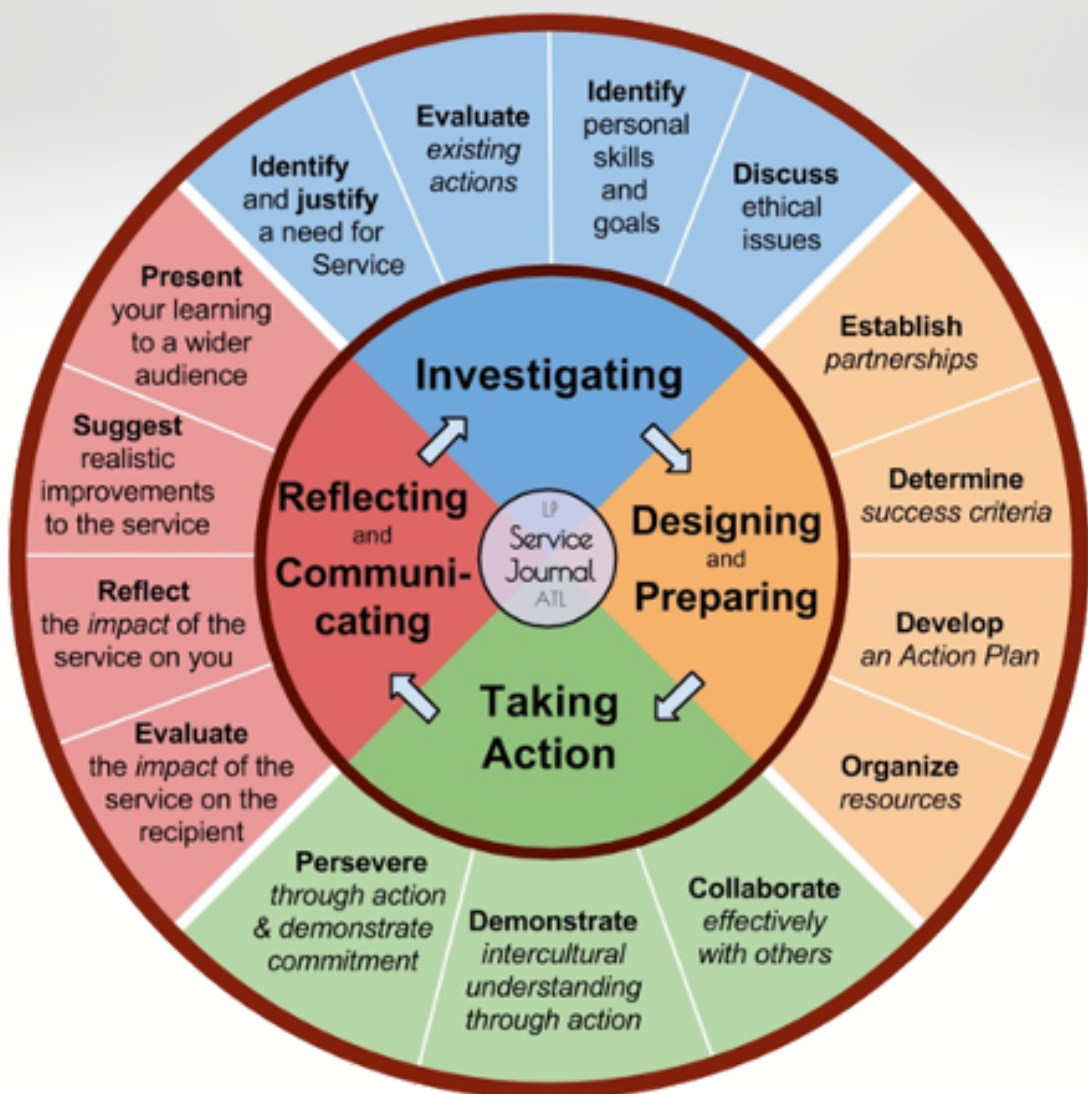 Identify
and justify
a need for
Service
Evaluate
existing
actions
Identify
personal
skills
and
goals
Discuss
ethical
issues
Establish
partnerships
Determine
success criteria
Develop
an Action Plan
Organize
resources
Collaborate
effectively
with others
Demonstrate
intercultural
understanding
through action
Persevere
through action
& demonstrate
commitment
Evaluate
the impact of the
service on the
recipient
Reflect
the impact of the
service on you
Suggest
realistic
improvements
to the service
Present
your learning
to a wider
audience
Investigating
Designing
and
Preparing
Taking
Action
Reflecting
and
Communi-
cating
LP
Service
Journal
ATL